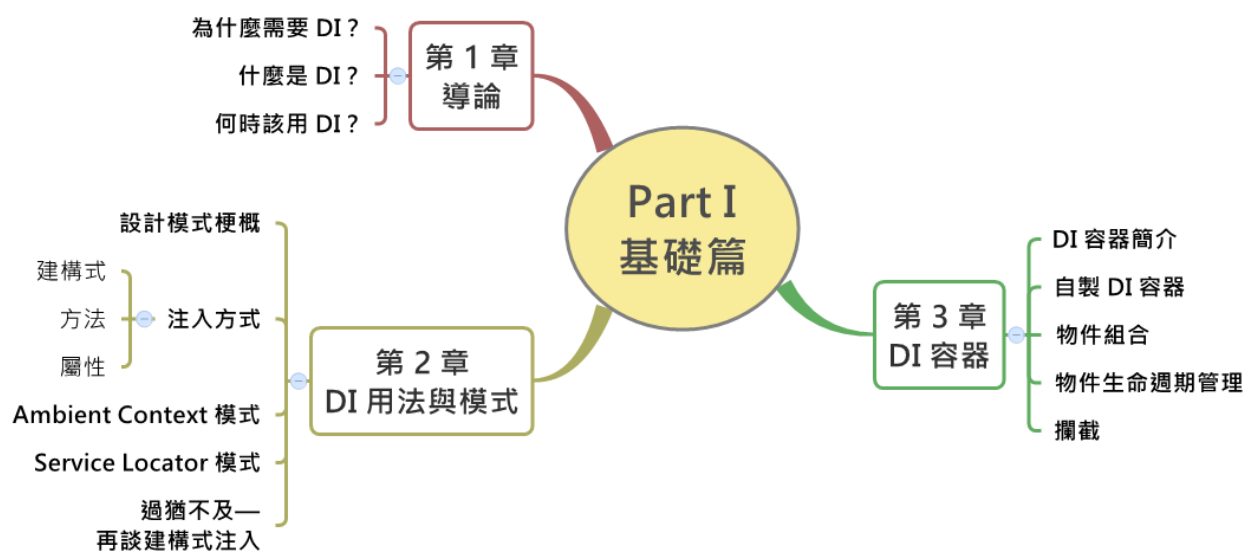 Part I
基礎篇
第 1 章
導論
為什麼需要 DI？
什麼是 DI？
何時該用 DI？
第 2 章
DI 用法與模式
設計模式梗概
注入方式
建構式
方法
屬性
Ambient Context 模式
Service Locator 模式
過猶不及—
再談建構式注入
第 3 章
DI 容器
DI 容器簡介
自製 DI 容器
物件組合
物件生命週期管理
攔截